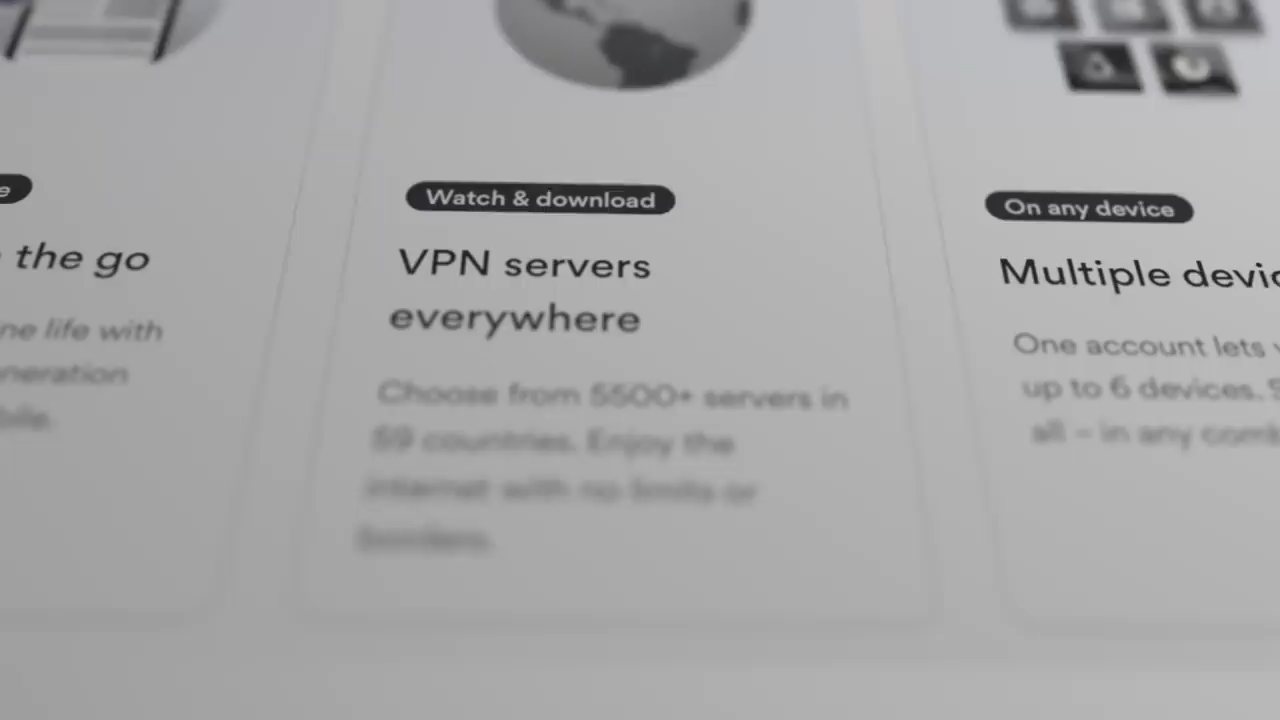 e
the go
ne life with
neration
bile.
Watch & download
VPN servers
everywhere
Choose from 5500+ servers in
59 countries. Enjoy the
internet with no limits or
borders.
On any device
Multiple devic
One account lets
up to 6 devices. S
all – in any comb